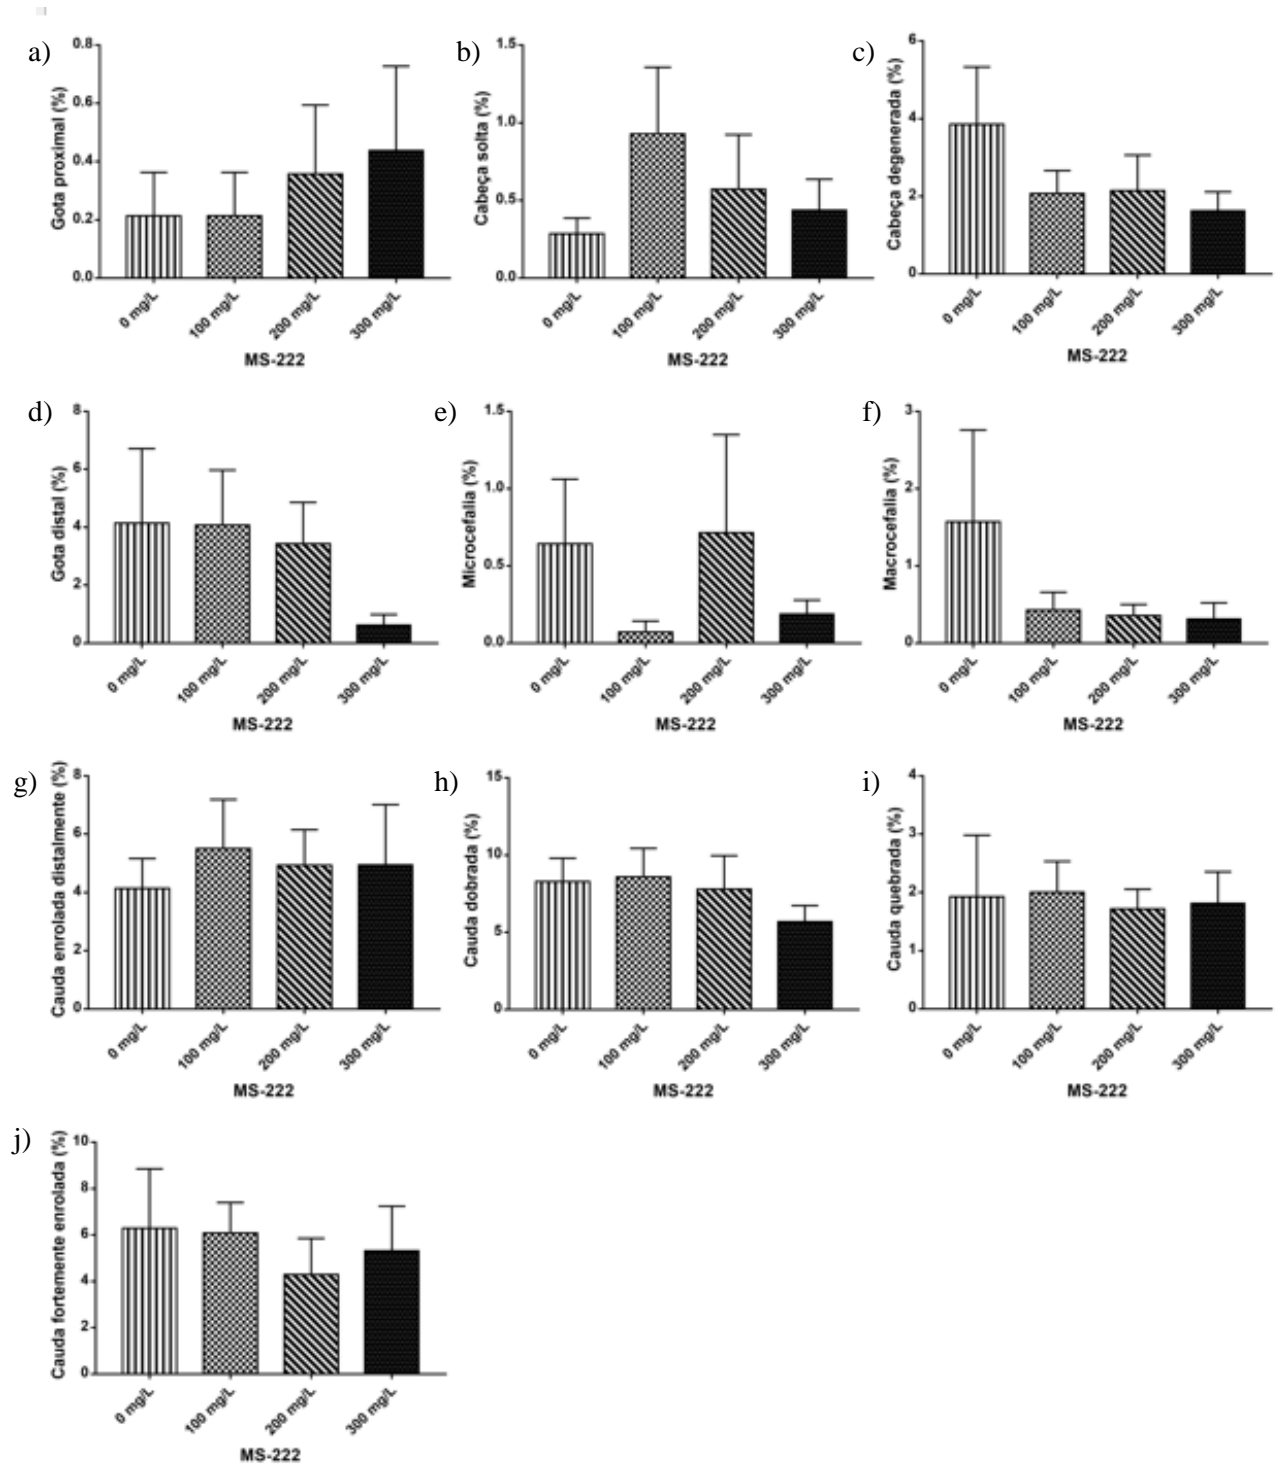 a)
Gota proximal (%)
0.8
0.6
0.4
0.2
0.0
0 mg/L
100 mg/L
200 mg/L
300 mg/L
MS-222
b)
Cabeça solta (%)
1.5
1.0
0.5
0.0
0 mg/L
100 mg/L
200 mg/L
300 mg/L
MS-222
c)
Cabeça degenerada (%)
6
4
2
0
0 mg/L
100 mg/L
200 mg/L
300 mg/L
MS-222
d)
Gota distal (%)
8
6
4
2
0
0 mg/L
100 mg/L
200 mg/L
300 mg/L
MS-222
e)
Microcefalia (%)
1.5
1.0
0.5
0.0
0 mg/L
100 mg/L
200 mg/L
300 mg/L
MS-222
f)
Macrocefalia (%)
3
2
1
0
0 mg/L
100 mg/L
200 mg/L
300 mg/L
MS-222
g)
Cauda enrolada distalmente (%)
8
6
4
2
0
0 mg/L
100 mg/L
200 mg/L
300 mg/L
MS-222
h)
Cauda dobrada (%)
15
10
5
0
0 mg/L
100 mg/L
200 mg/L
300 mg/L
MS-222
i)
Cauda quebrada (%)
4
3
2
1
0
0 mg/L
100 mg/L
200 mg/L
300 mg/L
MS-222
j)
Cauda fortemente enrolada (%)
10
8
6
4
2
0
0 mg/L
100 mg/L
200 mg/L
300 mg/L
MS-222